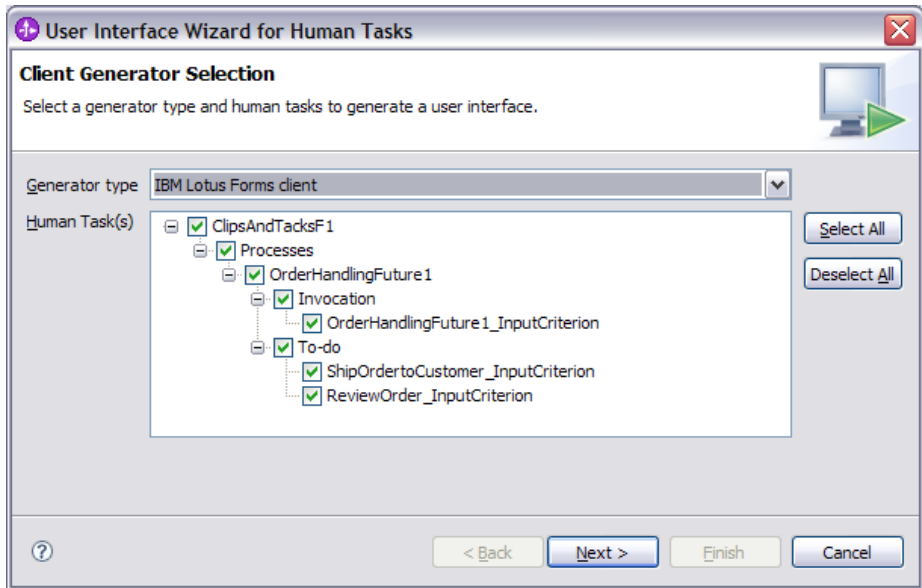 User Interface Wizard for Human Tasks
Client Generator Selection
Select a generator type and human tasks to generate a user interface.
Generator type IBM Lotus Forms client
Human Task(s)
ClipsAndTacksF1
Select All
Processes
OrderHandlingFuture1
Deselect All
Invocation
OrderHandlingFuture1_InputCriterion
To-do
ShipOrdertoCustomer_InputCriterion
ReviewOrder_InputCriterion
? < Back Next > Finish Cancel